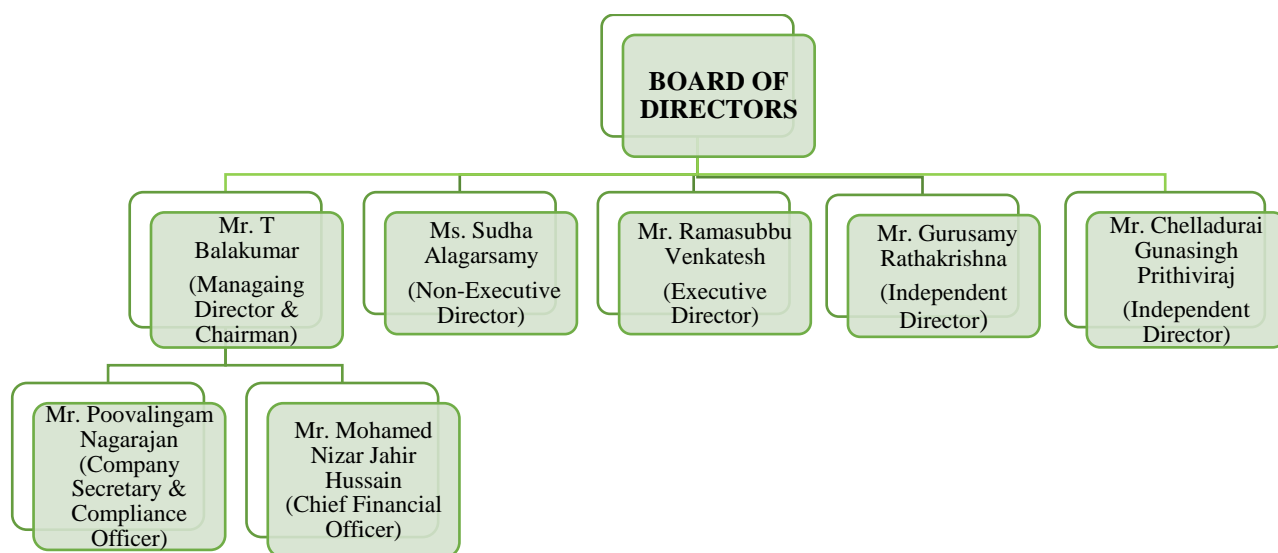 BOARD OF
DIRECTORS
Mr. T
Balakumar
(Managaing
Director &
Chairman)
Ms. Sudha
Alagarsamy
(Non-Executive
Director)
Mr. Ramasubbu
Venkatesh
(Executive
Director)
Mr. Gurusamy
Rathakrishna
(Independent
Director)
Mr. Chelladurai
Gunasingh
Prithiviraj
(Independent
Director)
Mr. Poovalingam
Nagarajan
(Company
Secretary &
Compliance
Officer)
Mr. Mohamed
Nizar Jahir
Hussain
(Chief Financial
Officer)